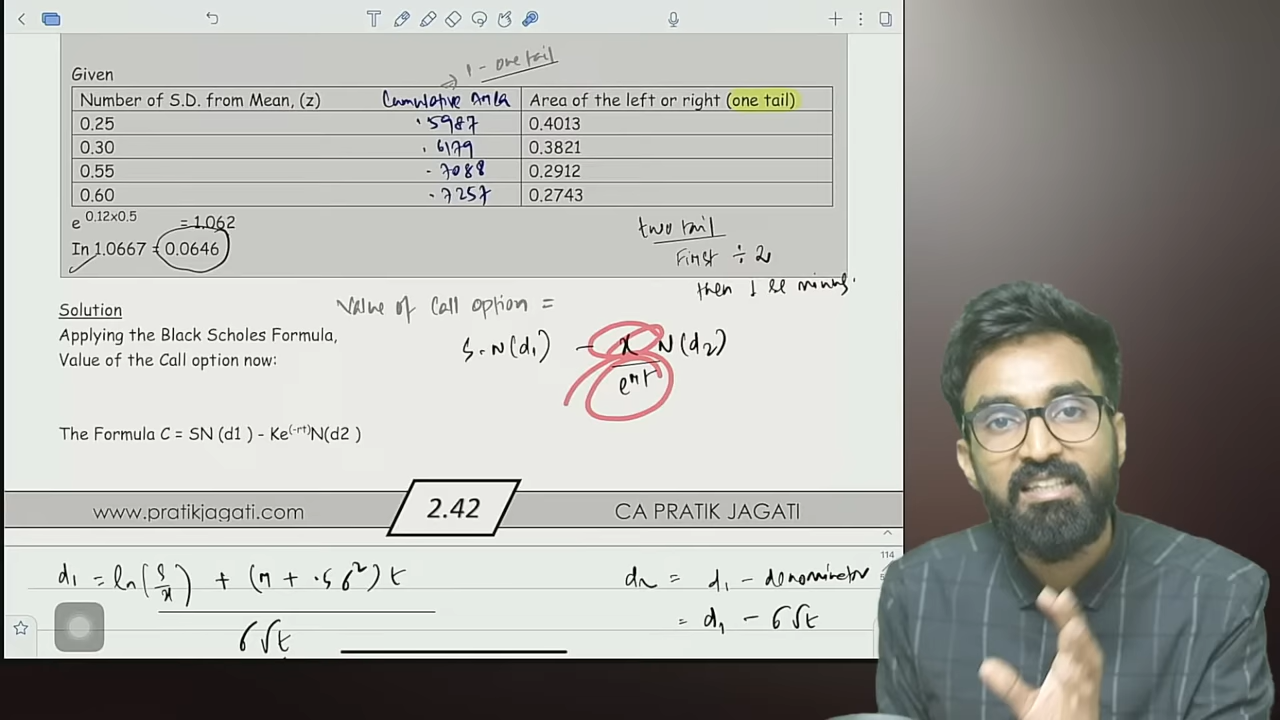 1 - one tail
Given
Number of S.D. from Mean, (z) Cumulative Area Area of the left or right (one tail)
0.25 .5987 0.4013
0.30 .6179 0.3821
0.55 .7088 0.2912
0.60 .7257 0.2743
e 0.12x0.5 = 1.062
In 1.0667 = 0.0646
two tail
First ÷ 2
then 1 se minus.
Solution
Value of Call option =
Applying the Black Scholes Formula,
Value of the Call option now:
S.N(d1) - x N(d2)
e^rt
The Formula C = SN (d1 ) - Ke(-rt)N(d2 )
www.pratikjagati.com 2.42 CA PRATIK JAGATI
114
d1 = ln(S/x) + (r + .5 σ²) t
σ√t
d2 = d1 - denominator
= d1 - σ√t